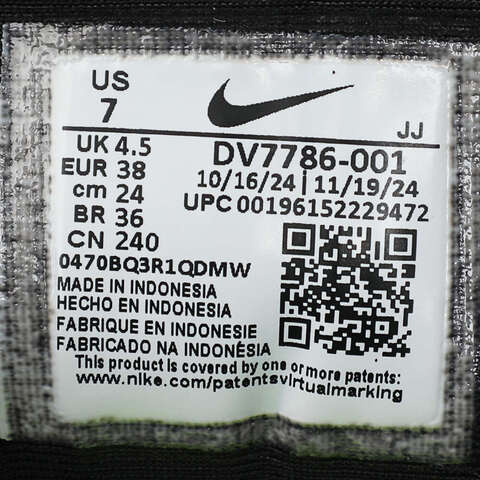 US
7
JJ
UK 4.5
EUR 38
cm 24
BR 36
CN 240
DV7786-001
10/16/24 | 11/19/24
UPC 00196152229472
0470BQ3R1QDMW
MADE IN INDONESIA
HECHO EN INDONESIA
FABRIQUE EN INDONESIE
FABRICADO NA INDONÉSIA
This product is covered by one or more patents:
www.nike.com/patentsvirtualmarking